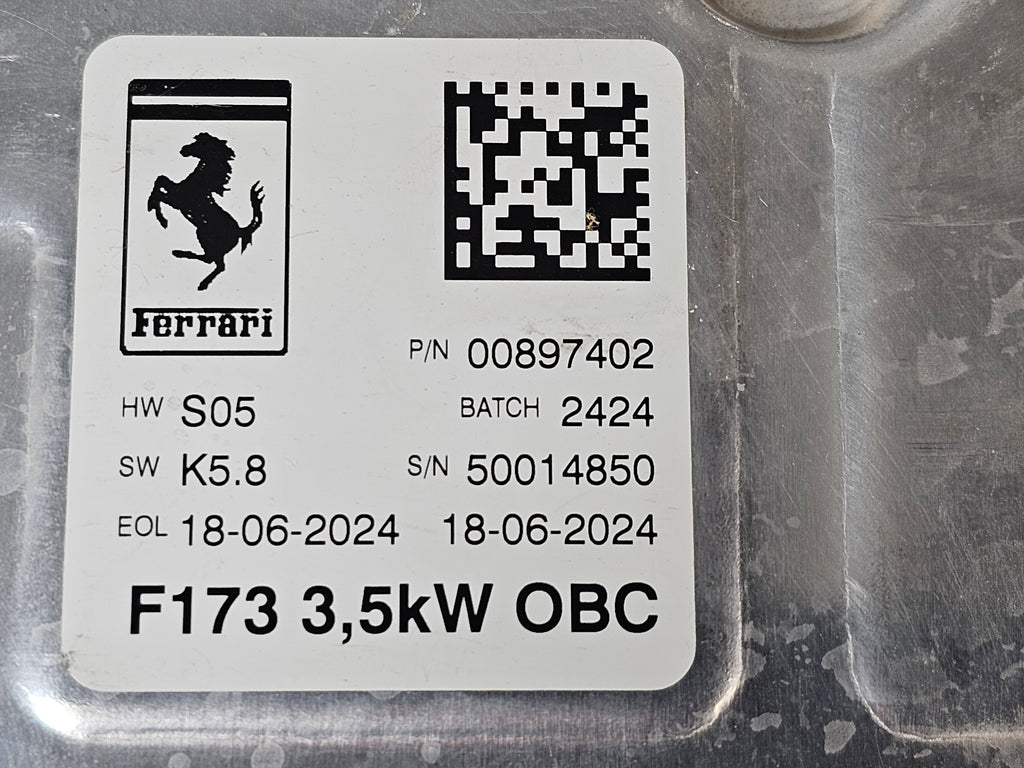 Ferrari
P/N 00897402
HW S05 BATCH 2424
SW K5.8 S/N 50014850
EOL 18-06-2024 18-06-2024
F173 3,5kW OBC